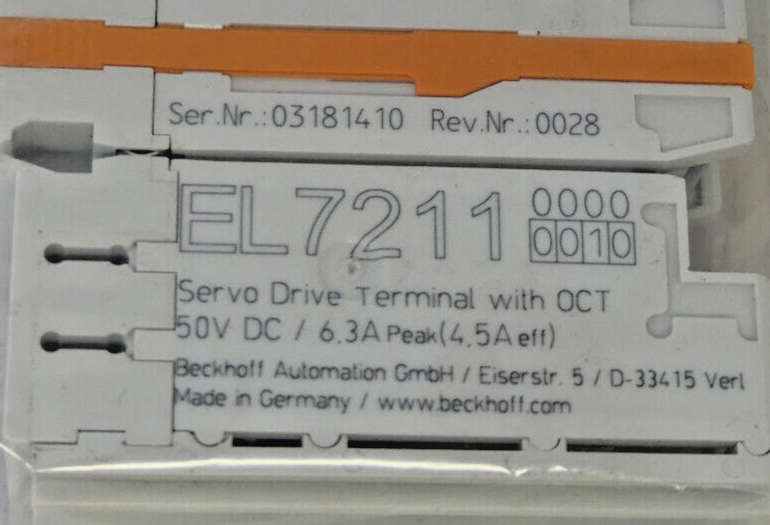 Ser.Nr.:03181410 Rev.Nr.:0028
EL7211 0000
0010
Servo Drive Terminal with OCT
50V DC / 6,3A Peak(4,5A eff)
Beckhoff Automation GmbH / Eiserstr. 5 / D-33415 Verl
Made in Germany / www.beckhoff.com